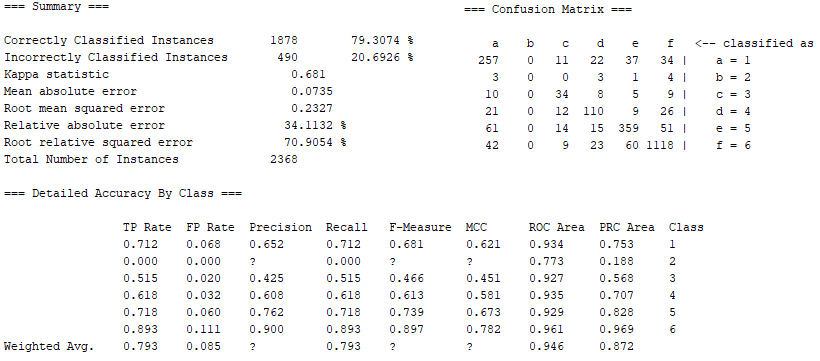 === Summary ===
Correctly Classified Instances 1878 79.3074 %
Incorrectly Classified Instances 490 20.6926 %
Kappa statistic 0.681
Mean absolute error 0.0735
Root mean squared error 0.2327
Relative absolute error 34.1132 %
Root relative squared error 70.9054 %
Total Number of Instances 2368
=== Confusion Matrix ===
a b c d e f <-- classified as
257 0 11 22 37 34 | a = 1
3 0 0 3 1 4 | b = 2
10 0 34 8 5 9 | c = 3
21 0 12 110 9 26 | d = 4
61 0 14 15 359 51 | e = 5
42 0 9 23 60 1118 | f = 6
=== Detailed Accuracy By Class ===
TP Rate FP Rate Precision Recall F-Measure MCC ROC Area PRC Area Class
0.712 0.068 0.652 0.712 0.681 0.621 0.934 0.753 1
0.000 0.000 ? 0.000 ? ? 0.773 0.188 2
0.515 0.020 0.425 0.515 0.466 0.451 0.927 0.568 3
0.618 0.032 0.608 0.618 0.613 0.581 0.935 0.707 4
0.718 0.060 0.762 0.718 0.739 0.673 0.929 0.828 5
0.893 0.111 0.900 0.893 0.897 0.782 0.961 0.969 6
Weighted Avg. 0.793 0.085 ? 0.793 ? ? 0.946 0.872